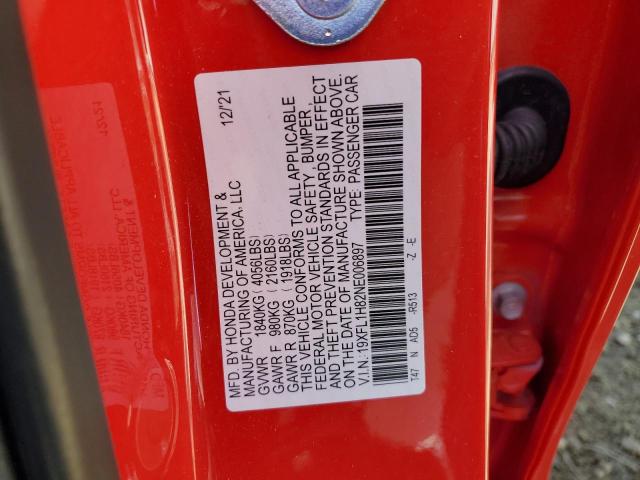 MFD. BY HONDA DEVELOPMENT & 12/'21
MANUFACTURING OF AMERICA, LLC
GVWR 1840KG ( 4056LBS)
GAWR F 980KG ( 2160LBS)
GAWR R 870KG ( 1918LBS)
THIS VEHICLE CONFORMS TO ALL APPLICABLE
FEDERAL MOTOR VEHICLE SAFETY, BUMPER,
AND THEFT PREVENTION STANDARDS IN EFFECT
ON THE DATE OF MANUFACTURE SHOWN ABOVE.
V.I.N.:19XFL1H82NE006897 TYPE: PASSENGER CAR
T47 N AD5 -R513 -Z -E